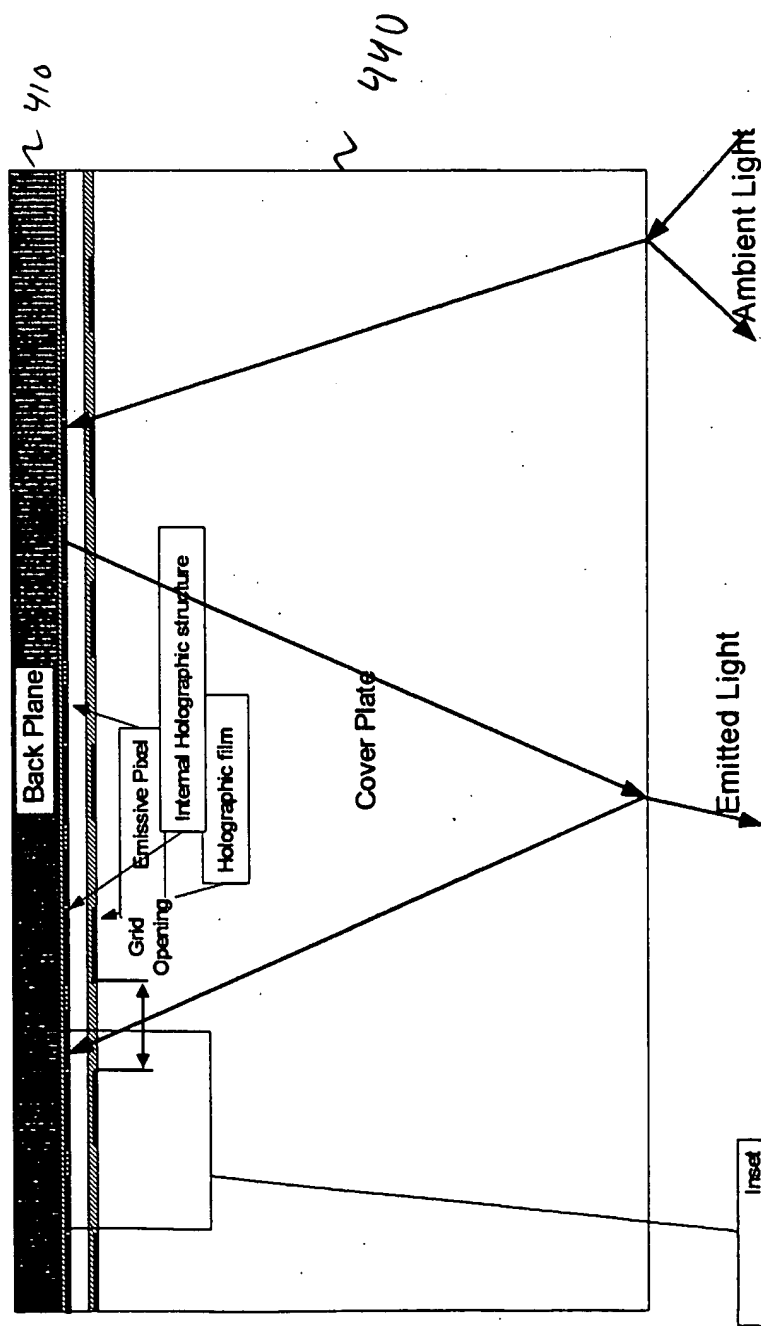 ~ 410
~ 440
Back Plane
Emissive Pixel
Internal Holographic structure
Holographic film
Grid
Opening
Cover Plate
Ambient Light
Emitted Light
Inset